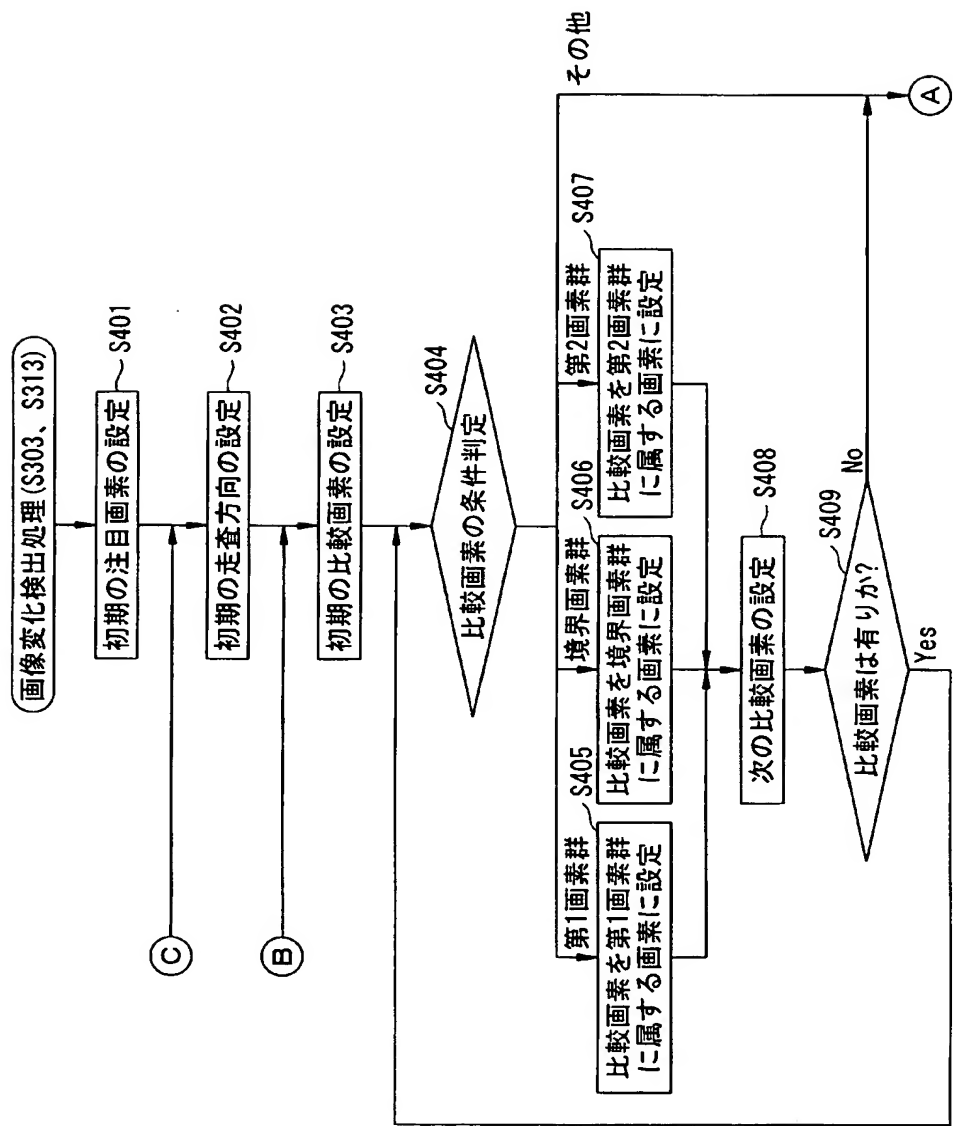 画像変化検出処理(S303、S313)
初期の注目画素の設定
S401
C
初期の走査方向の設定
S402
B
初期の比較画素の設定
S403
比較画素の条件判定
S404
第1画素群
S405
比較画素を第1画素群
に属する画素に設定
境界画素群
S406
比較画素を境界画素群
に属する画素に設定
第2画素群
S407
比較画素を第2画素群
に属する画素に設定
その他
次の比較画素の設定
S408
比較画素は有りか?
S409
No
Yes
A